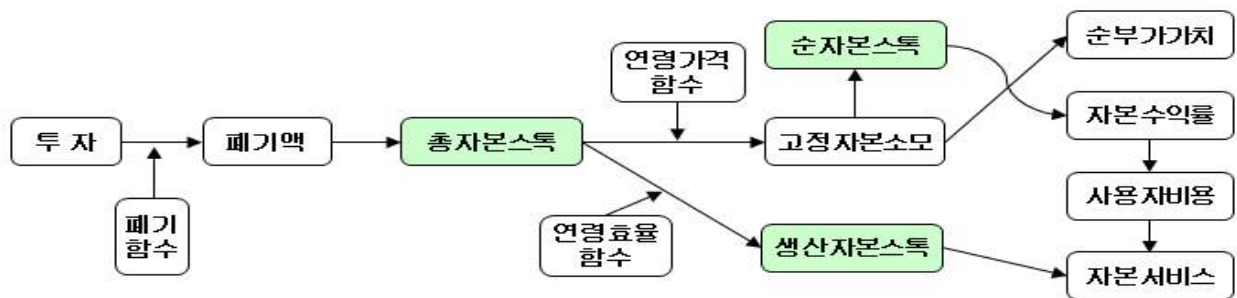 투 자
폐기
함수
폐기액
총자본스톡
연령가격
함수
연령효율
함수
순자본스톡
고정자본소모
생산자본스톡
순부가가치
자본수익률
사용자비용
자본서비스